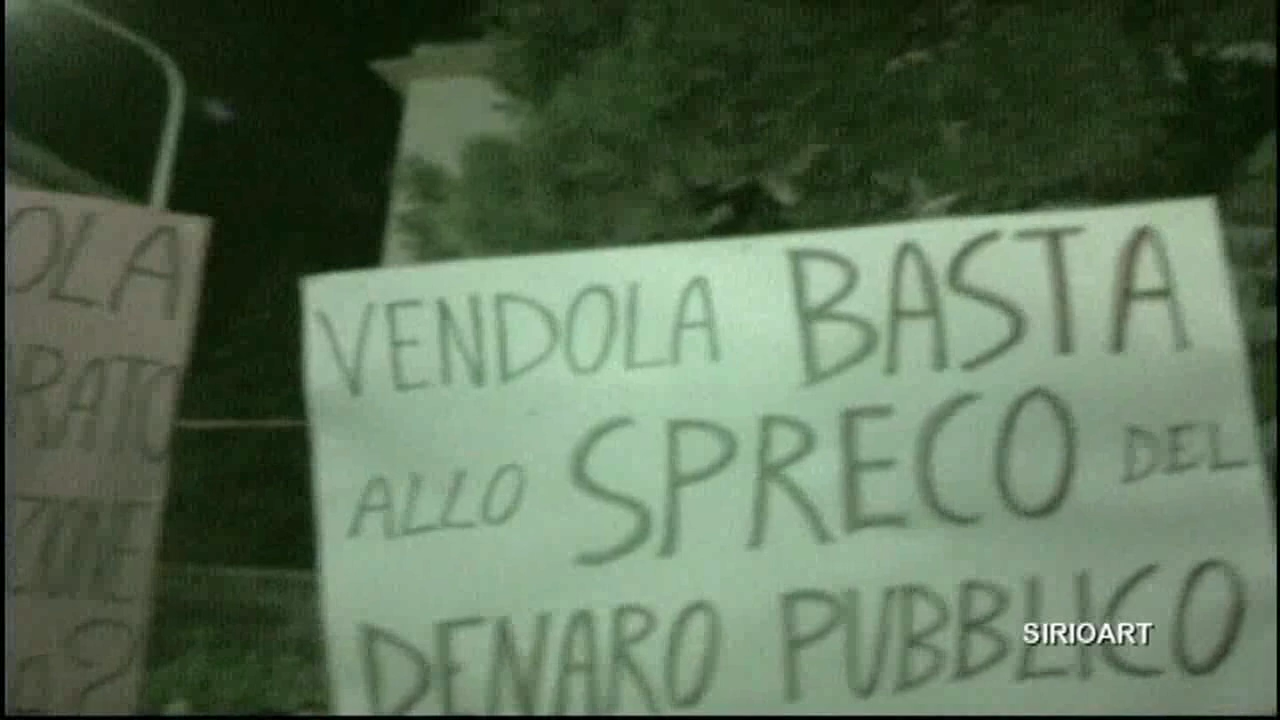 OLA
VENDOLA BASTA
ALLO SPRECO DEL
DENARO PUBBLICO
SIRIOART